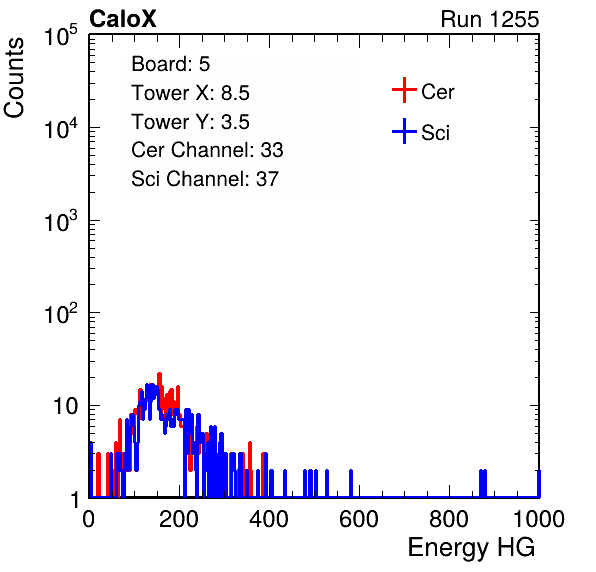 CaloX Run 1255
Counts
10^5
10^4
10^3
10^2
10
1
Board: 5
Tower X: 8.5
Tower Y: 3.5
Cer Channel: 33
Sci Channel: 37
Cer
Sci
0 200 400 600 800 1000
Energy HG